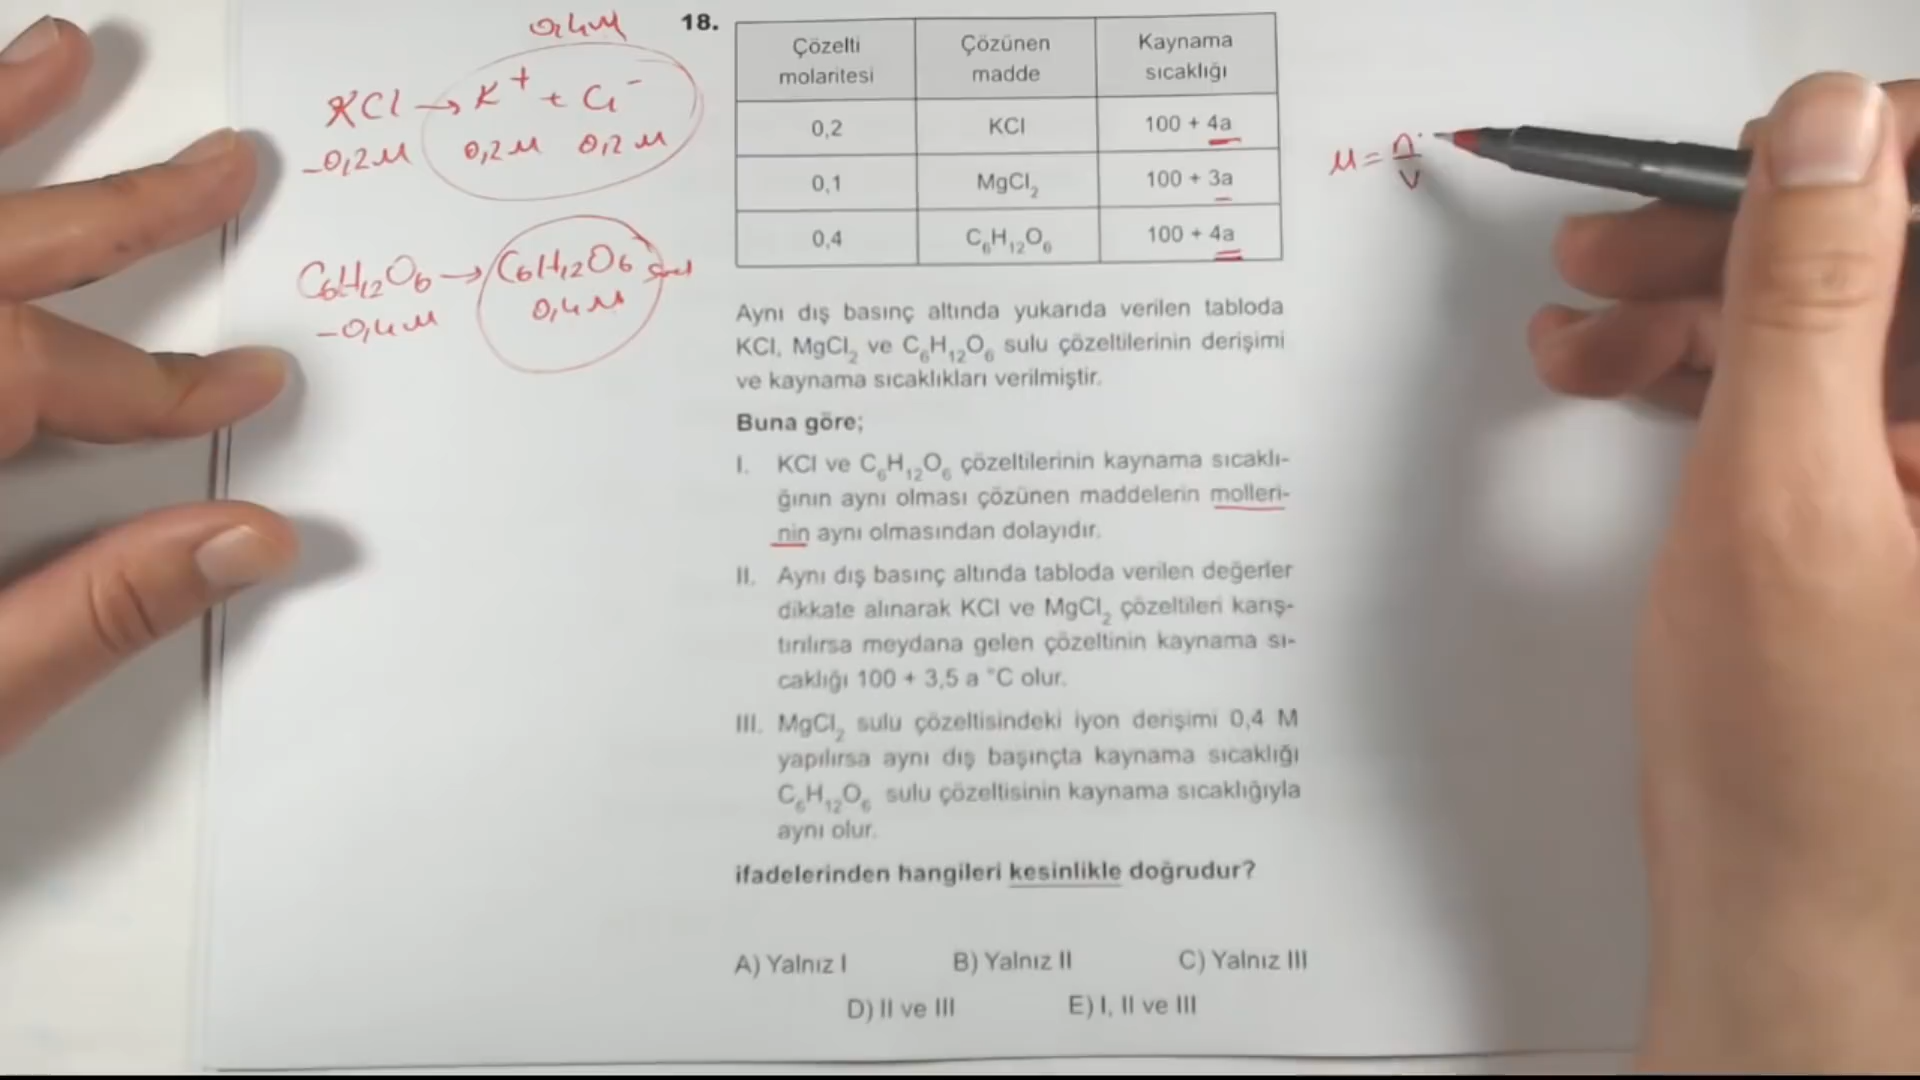 0,4M
KCl → K⁺ + Cl⁻
-0,2M 0,2M 0,2M
C₆H₁₂O₆ → C₆H₁₂O₆
-0,4M 0,4M
18.
Çözelti molaritesi | Çözünen madde | Kaynama sıcaklığı
0,2 | KCl | 100 + 4a
0,1 | MgCl₂ | 100 + 3a
0,4 | C₆H₁₂O₆ | 100 + 4a
M = n/V
Aynı dış basınç altında yukarıda verilen tabloda
KCl, MgCl₂ ve C₆H₁₂O₆ sulu çözeltilerinin derişimi
ve kaynama sıcaklıkları verilmiştir.
Buna göre;
I. KCl ve C₆H₁₂O₆ çözeltilerinin kaynama sıcaklı-
ğının aynı olması çözünen maddelerin molleri-
nin aynı olmasından dolayıdır.
II. Aynı dış basınç altında tabloda verilen değerler
dikkate alınarak KCl ve MgCl₂ çözeltileri karış-
tırılırsa meydana gelen çözeltinin kaynama sı-
caklığı 100 + 3,5 a °C olur.
III. MgCl₂ sulu çözeltisindeki iyon derişimi 0,4 M
yapılırsa aynı dış başınçta kaynama sıcaklığı
C₆H₁₂O₆ sulu çözeltisinin kaynama sıcaklığıyla
aynı olur.
ifadelerinden hangileri kesinlikle doğrudur?
A) Yalnız I B) Yalnız II C) Yalnız III
D) II ve III E) I, II ve III